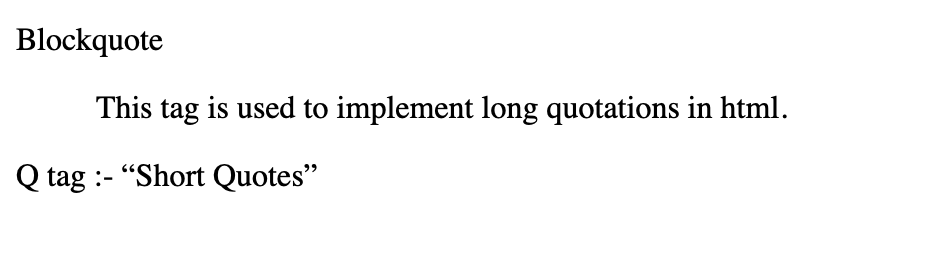 Blockquote
This tag is used to implement long quotations in html.
Q tag :- “Short Quotes”